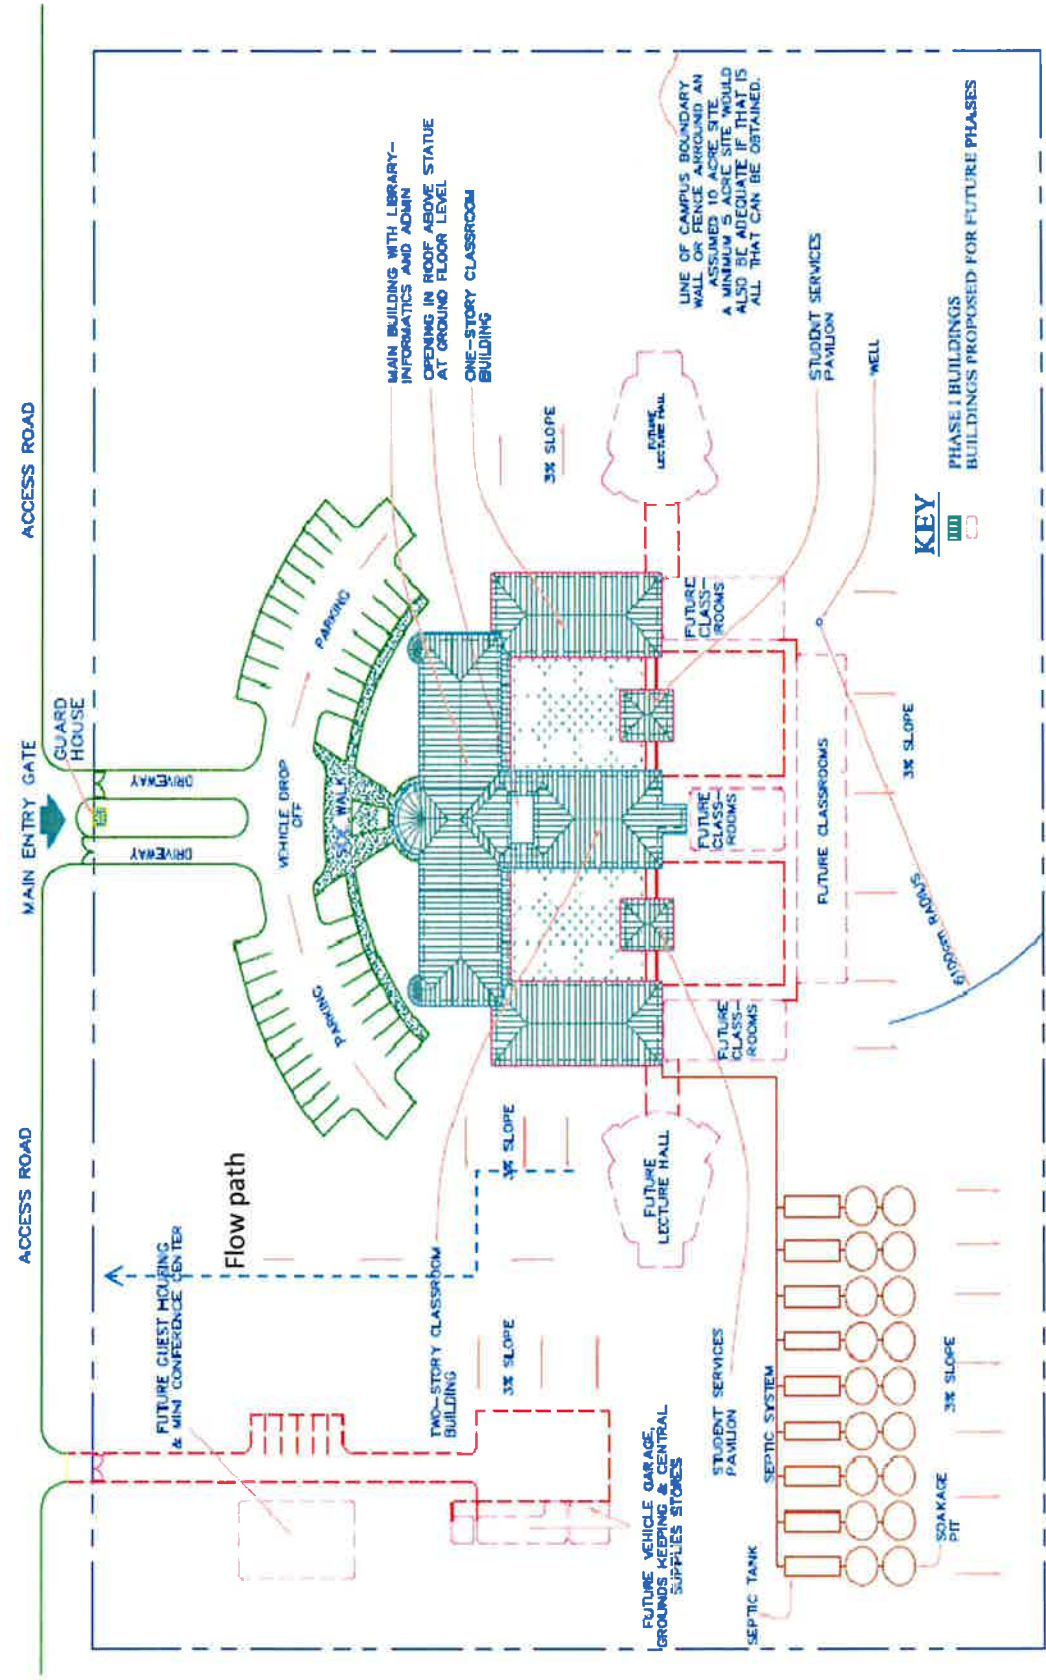 ACCESS ROAD
MAIN ENTRY GATE
ACCESS ROAD
GUARD
HOUSE
DRIVEWAY
DRIVEWAY
VEHICLE DROP
OFF
PARKING
PARKING
SIDE WALK
Flow path
FUTURE GUEST HOUSING
& MINI CONFERENCE CENTER
MAIN BUILDING WITH LIBRARY-
INFORMATICS AND ADMIN
OPENING IN ROOF ABOVE STATUE
AT GROUND FLOOR LEVEL
ONE-STORY CLASSROOM
BUILDING
TWO-STORY CLASSROOM
BUILDING
3% SLOPE
3% SLOPE
3% SLOPE
FUTURE
LECTURE HALL
FUTURE
LECTURE HALL
LINE OF CAMPUS BOUNDARY
WALL OR FENCE ARROUND AN
ASSUMED 10 ACRE SITE
A MINIMUM 5 ACRE SITE WOULD
ALSO BE ADEQUATE IF THAT IS
ALL THAT CAN BE OBTAINED.
FUTURE VEHICLE GARAGE,
GROUNDS KEEPING & CENTRAL
SUPPLIES STORES
FUTURE
CLASS-
ROOMS
FUTURE
CLASS-
ROOMS
FUTURE
CLASS-
ROOMS
FUTURE CLASSROOMS
STUDENT SERVICES
PAVILION
STUDENT SERVICES
PAVILION
WELL
SEPTIC SYSTEM
SEPTIC TANK
SOAKAGE
PIT
3% SLOPE
3% SLOPE
6100cm RADIUS
KEY
PHASE I BUILDINGS
BUILDINGS PROPOSED FOR FUTURE PHASES